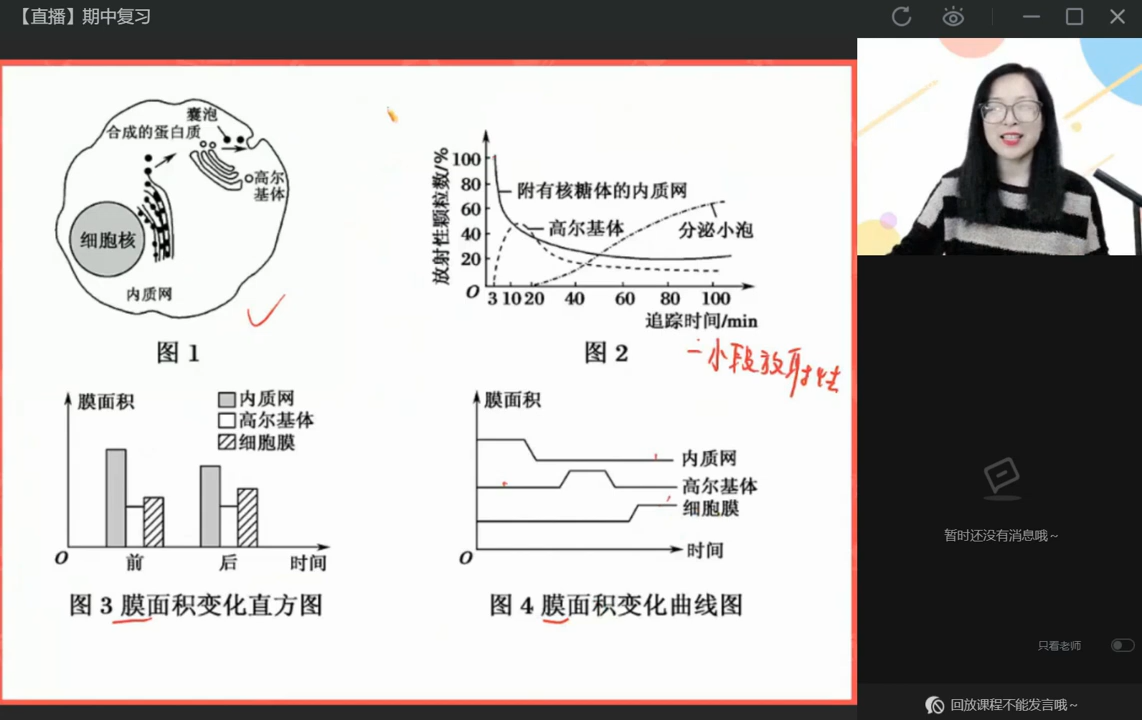 【直播】期中复习
囊泡
合成的蛋白质
高尔
基体
细胞核
内质网
图 1
放射性颗粒数/%
100
80
60
40
20
O
3 10 20 40 60 80 100
附有核糖体的内质网
高尔基体
分泌小泡
追踪时间/min
图 2
一小段放射性
膜面积
内质网
高尔基体
细胞膜
O
前
后
时间
图 3 膜面积变化直方图
膜面积
内质网
高尔基体
细胞膜
O
时间
图 4 膜面积变化曲线图
暂时还没有消息哦~
只看老师
回放课程不能发言哦~